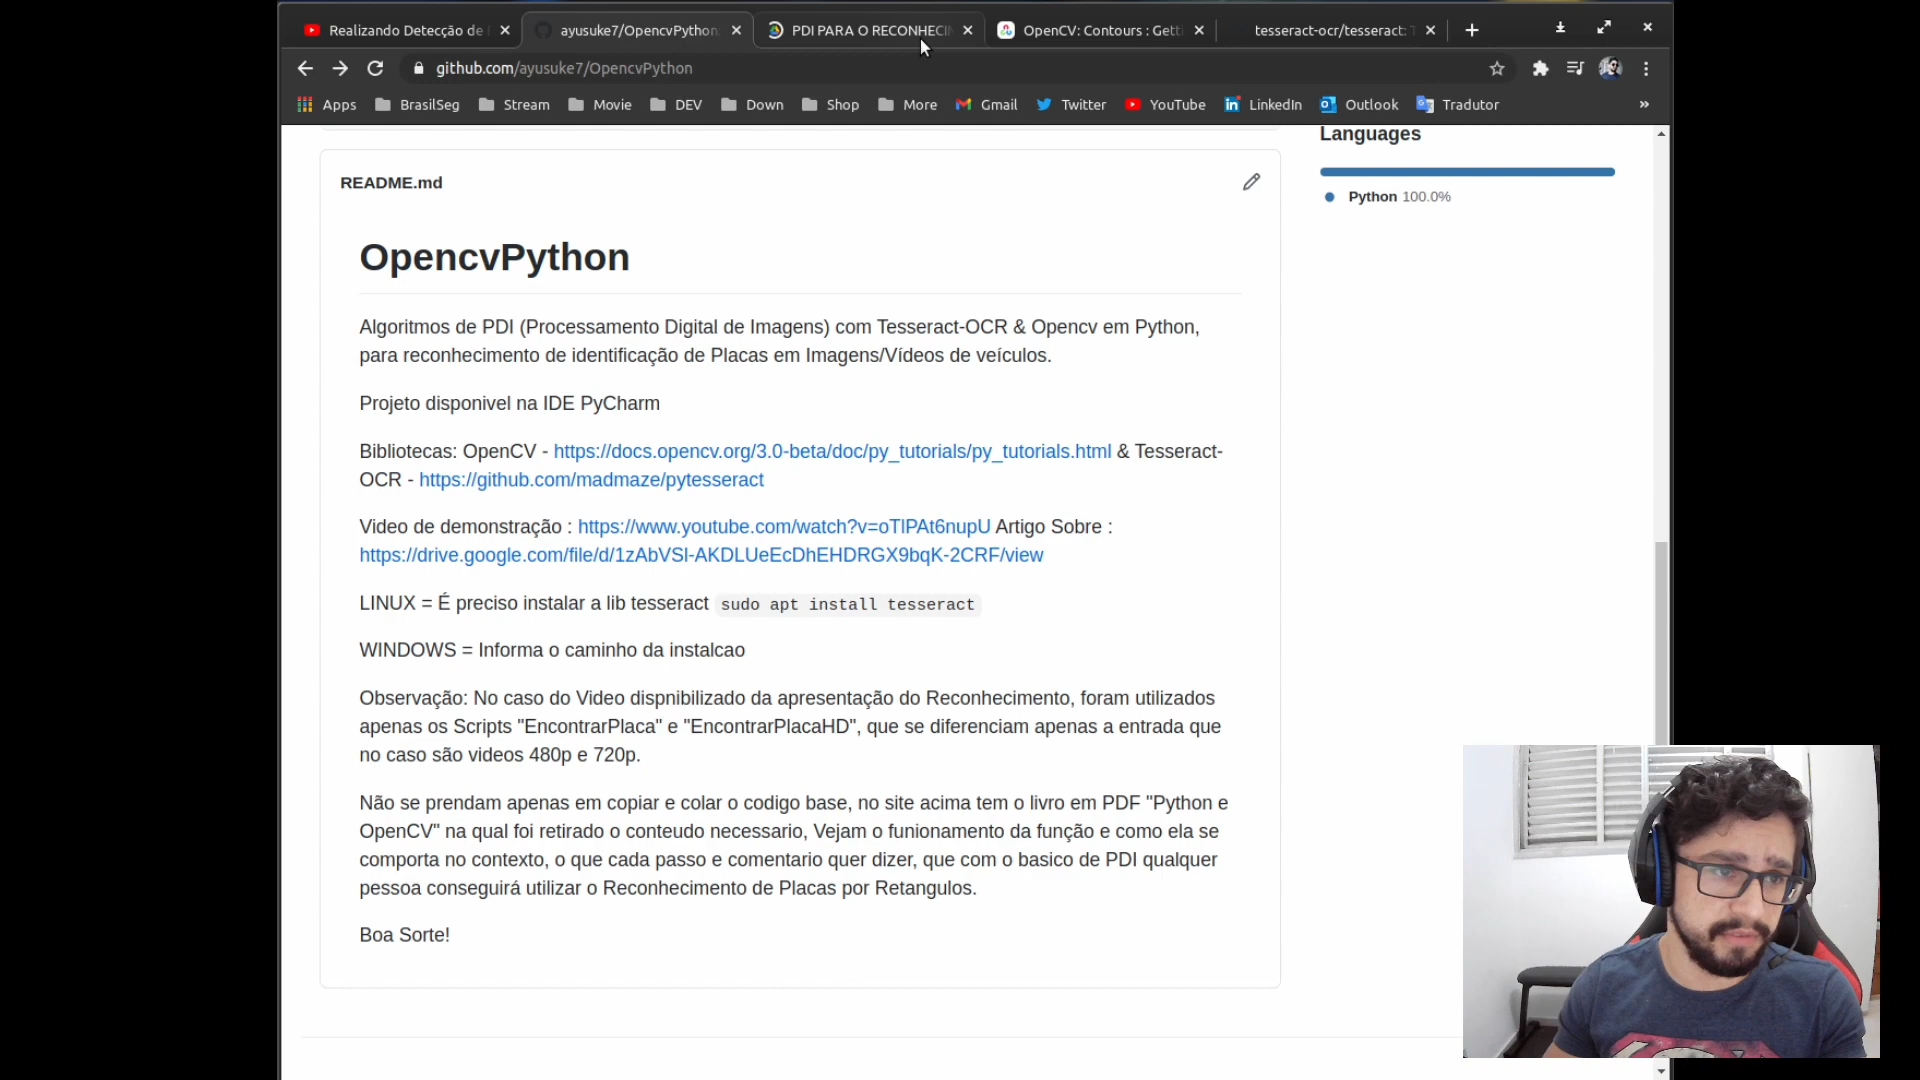 Realizando Detecção de
ayusuke7/OpencvPython:
PDI PARA O RECONHECI
OpenCV: Contours : Gett
tesseract-ocr/tesseract: T
github.com/ayusuke7/OpencvPython
Apps
BrasilSeg
Stream
Movie
DEV
Down
Shop
More
Gmail
Twitter
YouTube
LinkedIn
Outlook
Tradutor
»
Languages
Python 100.0%
README.md
OpencvPython
Algoritmos de PDI (Processamento Digital de Imagens) com Tesseract-OCR & Opencv em Python,
para reconhecimento de identificação de Placas em Imagens/Vídeos de veículos.
Projeto disponivel na IDE PyCharm
Bibliotecas: OpenCV - https://docs.opencv.org/3.0-beta/doc/py_tutorials/py_tutorials.html & Tesseract-
OCR - https://github.com/madmaze/pytesseract
Video de demonstração : https://www.youtube.com/watch?v=oTlPAt6nupU Artigo Sobre :
https://drive.google.com/file/d/1zAbVSl-AKDLUeEcDhEHDRGX9bqK-2CRF/view
LINUX = É preciso instalar a lib tesseract sudo apt install tesseract
WINDOWS = Informa o caminho da instalcao
Observação: No caso do Video dispnibilizado da apresentação do Reconhecimento, foram utilizados
apenas os Scripts "EncontrarPlaca" e "EncontrarPlacaHD", que se diferenciam apenas a entrada que
no caso são videos 480p e 720p.
Não se prendam apenas em copiar e colar o codigo base, no site acima tem o livro em PDF "Python e
OpenCV" na qual foi retirado o conteudo necessario, Vejam o funionamento da função e como ela se
comporta no contexto, o que cada passo e comentario quer dizer, que com o basico de PDI qualquer
pessoa conseguirá utilizar o Reconhecimento de Placas por Retangulos.
Boa Sorte!